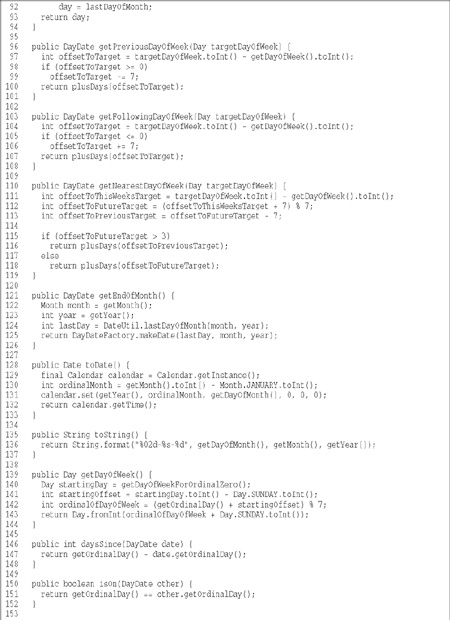 92 day = lastDayOfMonth;
93 return day;
94 }
95
96 public DayDate getPreviousDayOfWeek(Day targetDayOfWeek) {
97 int offsetToTarget = targetDayOfWeek.toInt() - getDayOfWeek().toInt();
98 if (offsetToTarget >= 0)
99 offsetToTarget -= 7;
100 return plusDays(offsetToTarget);
101 }
102
103 public DayDate getFollowingDayOfWeek(Day targetDayOfWeek) {
104 int offsetToTarget = targetDayOfWeek.toInt() - getDayOfWeek().toInt();
105 if (offsetToTarget <= 0)
106 offsetToTarget += 7;
107 return plusDays(offsetToTarget);
108 }
109
110 public DayDate getNearestDayOfWeek(Day targetDayOfWeek) {
111 int offsetToThisWeeksTarget = targetDayOfWeek.toInt() - getDayOfWeek().toInt();
112 int offsetToFutureTarget = (offsetToThisWeeksTarget + 7) % 7;
113 int offsetToPreviousTarget = offsetToFutureTarget - 7;
114
115 if (offsetToFutureTarget > 3)
116 return plusDays(offsetToPreviousTarget);
117 else
118 return plusDays(offsetToFutureTarget);
119 }
120
121 public DayDate getEndOfMonth() {
122 Month month = getMonth();
123 int year = getYear();
124 int lastDay = DateUtil.lastDayOfMonth(month, year);
125 return DayDateFactory.makeDate(lastDay, month, year);
126 }
127
128 public Date toDate() {
129 final Calendar calendar = Calendar.getInstance();
130 int ordinalMonth = getMonth().toInt() - Month.JANUARY.toInt();
131 calendar.set(getYear(), ordinalMonth, getDayOfMonth(), 0, 0, 0);
132 return calendar.getTime();
133 }
134
135 public String toString() {
136 return String.format("%02d-%s-%d", getDayOfMonth(), getMonth(), getYear());
137 }
138
139 public Day getDayOfWeek() {
140 Day startingDay = getDayOfWeekForOrdinalZero();
141 int startingOffset = startingDay.toInt() - Day.SUNDAY.toInt();
142 int ordinalOfDayOfWeek = (getOrdinalDay() + startingOffset) % 7;
143 return Day.fromInt(ordinalOfDayOfWeek + Day.SUNDAY.toInt());
144 }
145
146 public int daysSince(DayDate date) {
147 return getOrdinalDay() - date.getOrdinalDay();
148 }
149
150 public boolean isOn(DayDate other) {
151 return getOrdinalDay() == other.getOrdinalDay();
152 }
153